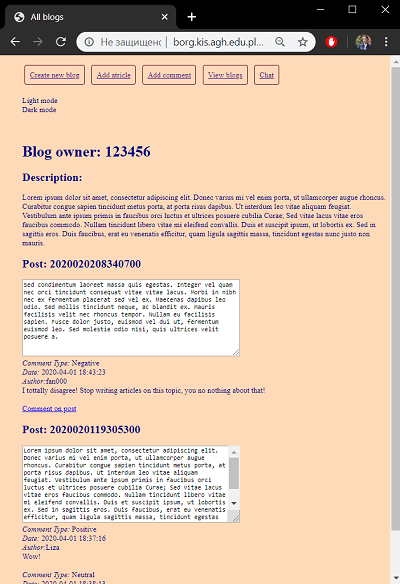 All blogs
Не защищено borg.kis.agh.edu.pl...
Create new blog Add atricle Add comment View blogs Chat
Light mode
Dark mode
Blog owner: 123456
Description:
Lorem ipsum dolor sit amet, consectetur adipiscing elit. Donec varius mi vel enim porta, ut ullamcorper augue rhoncus.
Curabitur congue sapien tincidunt metus porta, at porta risus dapibus. Ut interdum leo vitae aliquam feugiat.
Vestibulum ante ipsum primis in faucibus orci luctus et ultrices posuere cubilia Curae; Sed vitae lacus vitae eros
faucibus commodo. Nullam tincidunt libero vitae mi eleifend convallis. Duis et suscipit ipsum, ut lobortis ex. Sed in
sagittis eros. Duis faucibus, erat eu venenatis efficitur, quam ligula sagittis massa, tincidunt egestas nunc justo non
mauris.
Post: 2020020208340700
Sed condimentum laoreet massa quis egestas. Integer vel quam
nec orci tincidunt consequat vitae vitae lacus. Morbi in nibh
nec ex fermentum placerat sed vel ex. Maecenas dapibus leo
odio. Sed mollis tincidunt neque, ac blandit ex. Mauris
facilisis velit nec rhoncus tempor. Nullam eu facilisis
sapien. Fusce dolor justo, euismod vel dui ut, fermentum
euismod leo. Sed molestie odio nisi, quis ultrices velit
posuere a.
Comment Type: Negative
Date: 2020-04-01 18:43:23
Author:fan000
I tottally disagree! Stop writing articles on this topic, you no nothing about that!
Comment on post
Post: 2020020119305300
Lorem ipsum dolor sit amet, consectetur adipiscing elit.
Donec varius mi vel enim porta, ut ullamcorper augue
rhoncus. Curabitur congue sapien tincidunt metus porta, at
porta risus dapibus. Ut interdum leo vitae aliquam feugiat.
Vestibulum ante ipsum primis in faucibus orci
luctus et ultrices posuere cubilia Curae; Sed vitae lacus
vitae eros faucibus commodo. Nullam tincidunt libero vitae
mi eleifend convallis. Duis et suscipit ipsum, ut lobortis
ex. Sed in sagittis eros. Duis faucibus, erat eu venenatis
efficitur, quam ligula sagittis massa, tincidunt egestas
Comment Type: Positive
Date: 2020-04-01 18:37:16
Author:Liza
Wow!
Comment Type: Neutral
Date: 2020-04-01 18:38:13